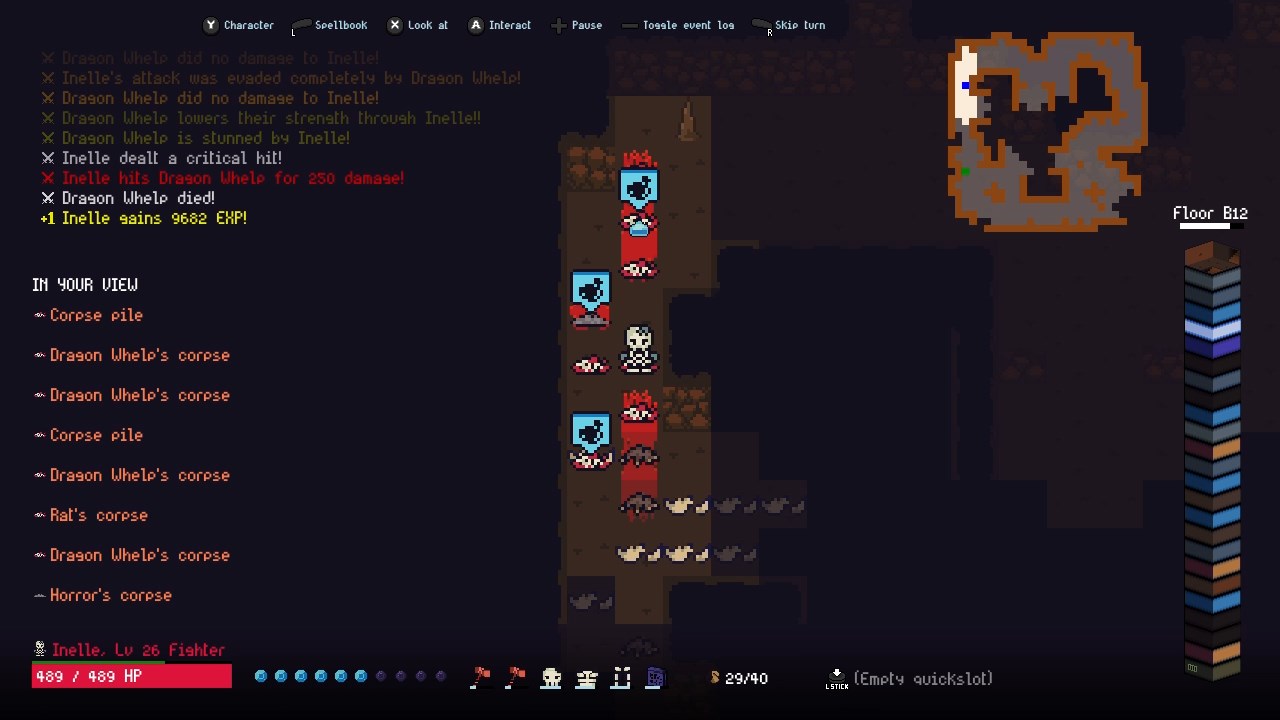 Y Character L Spellbook X Look at A Interact Pause Toggle event log R Skip turn
Dragon Whelp did no damage to Inelle!
Inelle's attack was evaded completely by Dragon Whelp!
Dragon Whelp did no damage to Inelle!
Dragon Whelp lowers their strength through Inelle!!
Dragon Whelp is stunned by Inelle!
Inelle dealt a critical hit!
Inelle hits Dragon Whelp for 250 damage!
Dragon Whelp died!
+1 Inelle gains 9682 EXP!
Floor B12
IN YOUR VIEW
Corpse pile
Dragon Whelp's corpse
Dragon Whelp's corpse
Corpse pile
Dragon Whelp's corpse
Rat's corpse
Dragon Whelp's corpse
Horror's corpse
Inelle, Lv 26 Fighter
489 / 489 HP
29/40
L STICK (Empty quickslot)